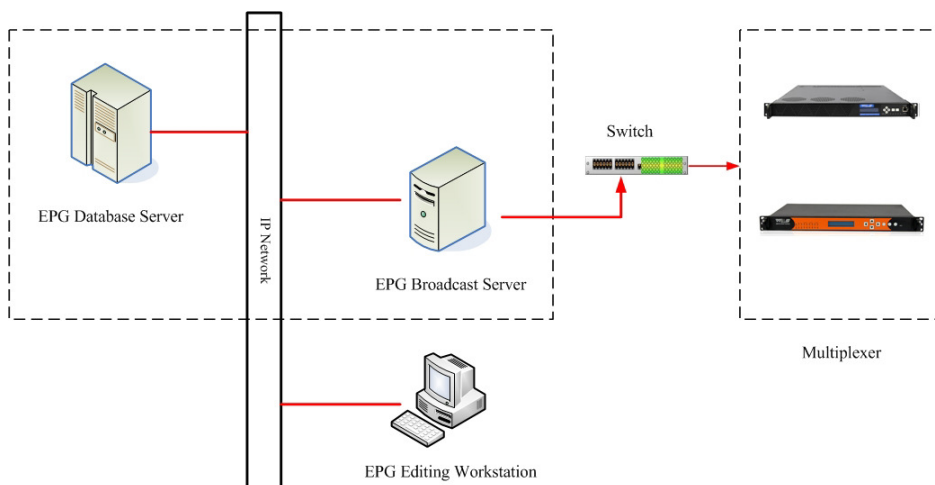 Switch
EPG Database Server
IP Network
EPG Broadcast Server
Multiplexer
EPG Editing Workstation